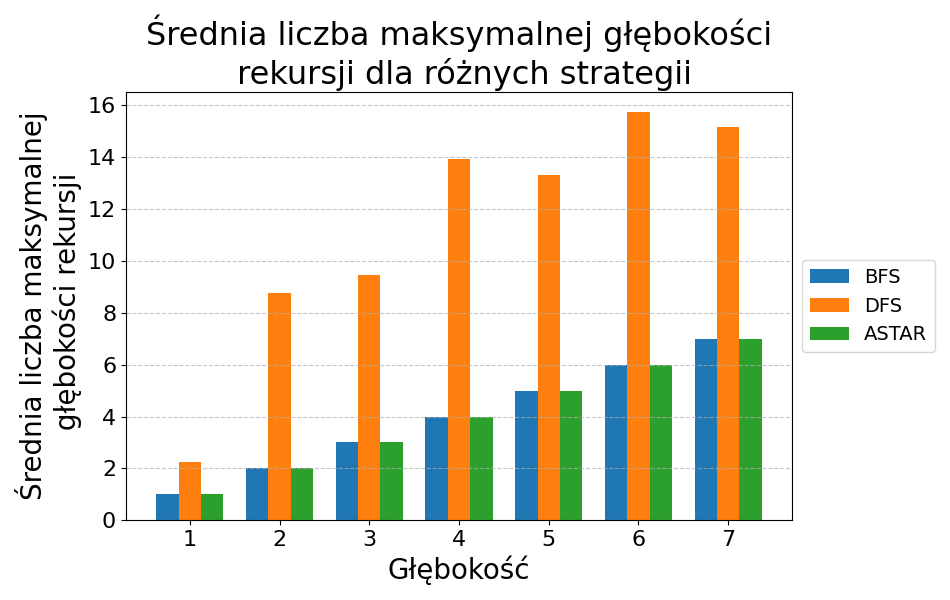 Średnia liczba maksymalnej głębokości
rekursji dla różnych strategii
Średnia liczba maksymalnej
głębokości rekursji
16
14
12
10
8
6
4
2
0
1 2 3 4 5 6 7
Głębokość
BFS
DFS
ASTAR